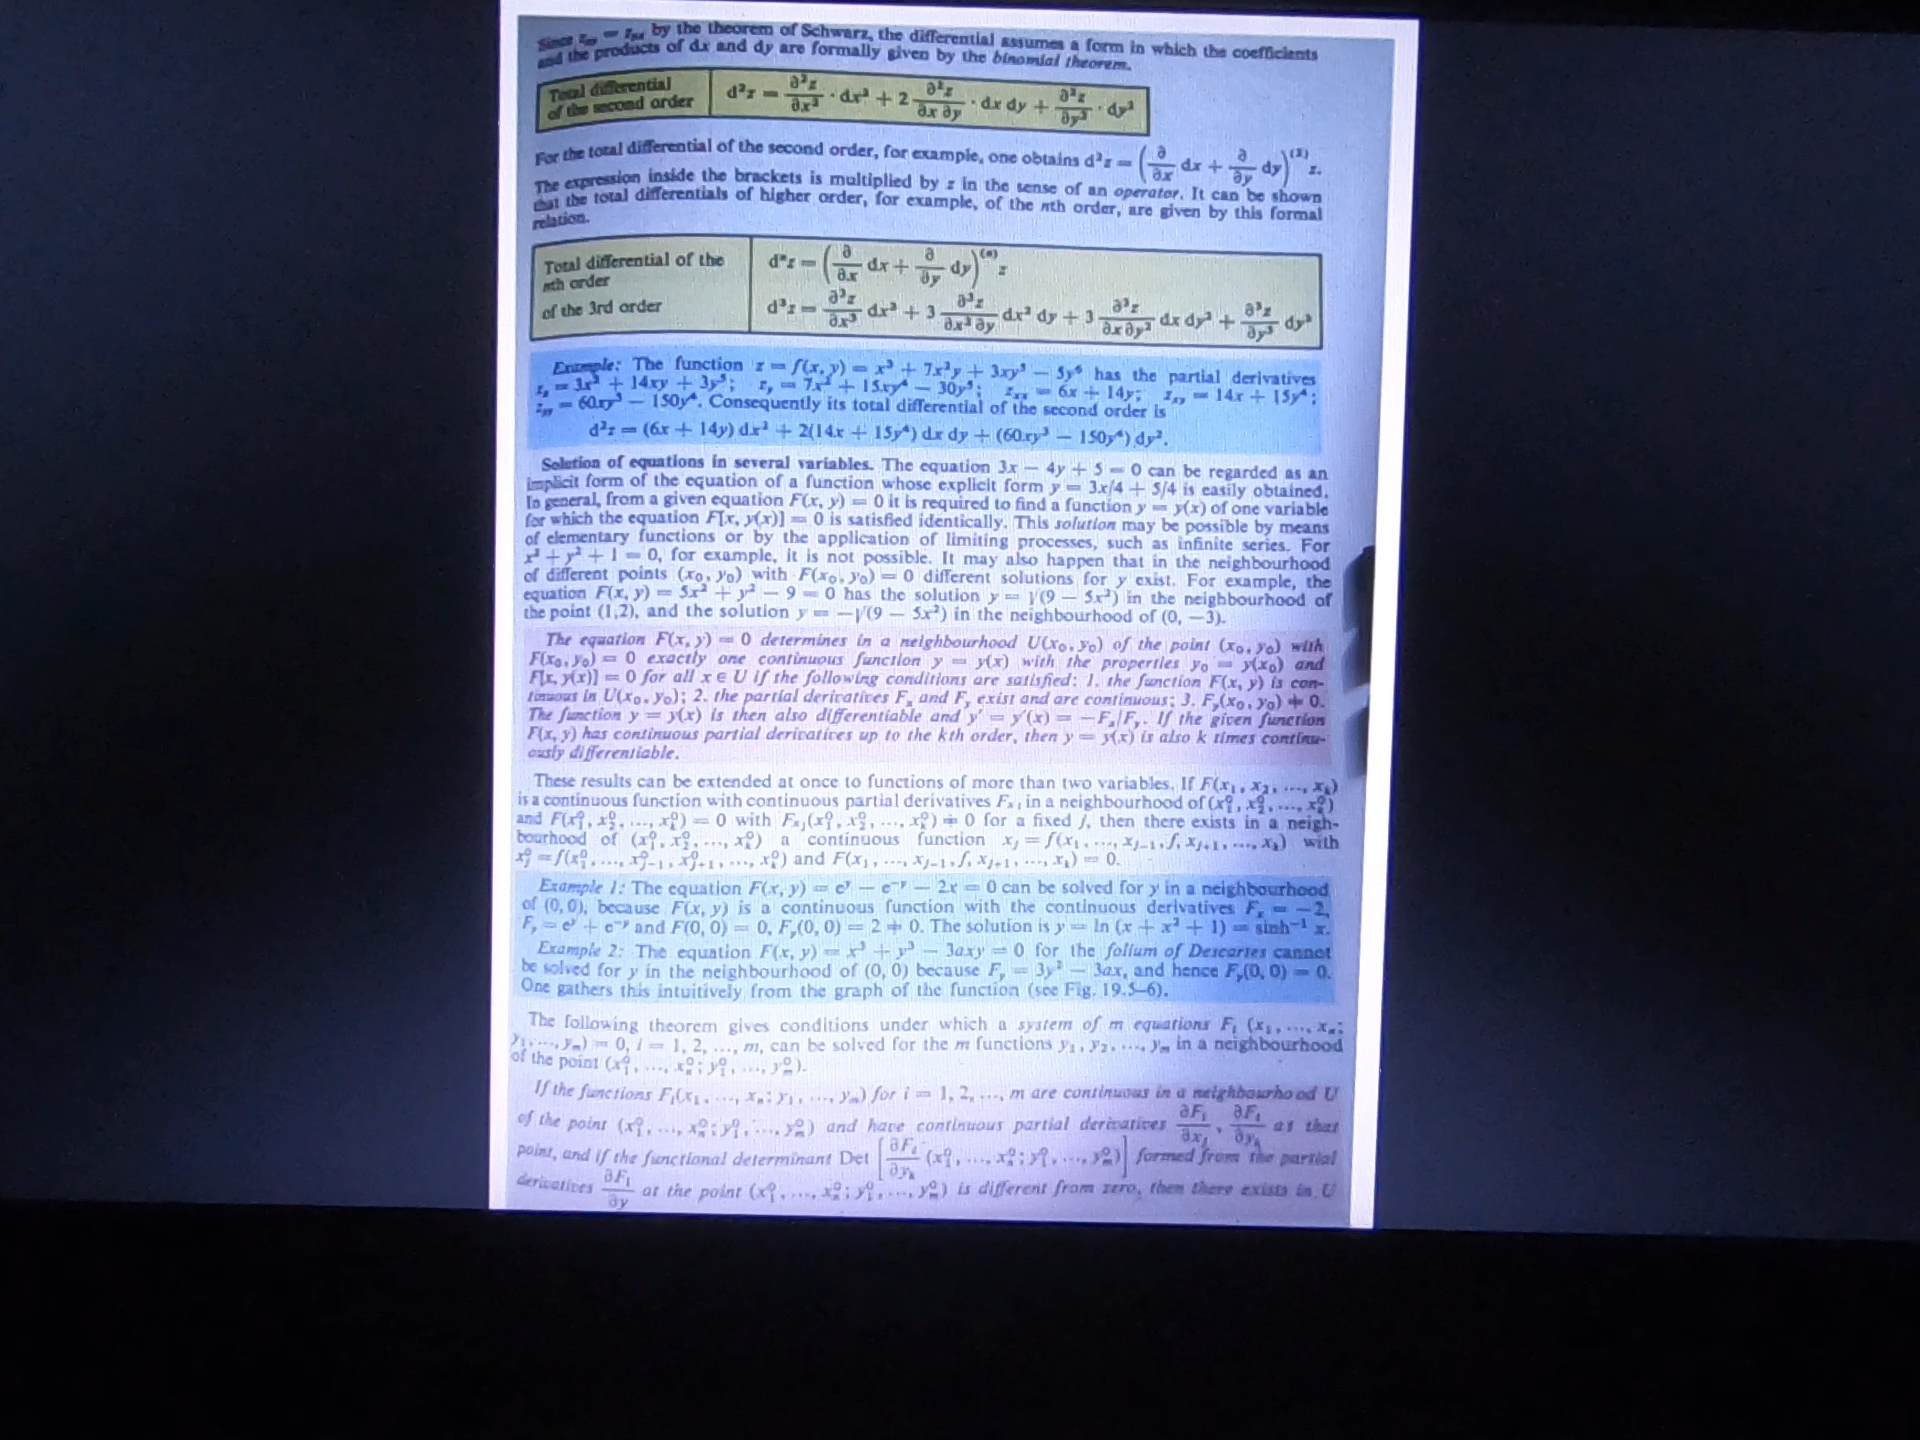 Since z_xy = z_yx by the theorem of Schwarz, the differential assumes a form in which the coefficients
and the products of dx and dy are formally given by the binomial theorem.
Total differential
of the second order
d²z = ∂²z/∂x² · dx² + 2 ∂²z/∂x ∂y · dx dy + ∂²z/∂y² · dy²
For the total differential of the second order, for example, one obtains d²z = (∂/∂x dx + ∂/∂y dy)^(2) z.
The expression inside the brackets is multiplied by z in the sense of an operator. It can be shown
that the total differentials of higher order, for example, of the nth order, are given by this formal
relation.
Total differential of the
nth order
dⁿz = (∂/∂x dx + ∂/∂y dy)^(n) z
of the 3rd order
d³z = ∂³z/∂x³ dx³ + 3 ∂³z/∂x² ∂y dx² dy + 3 ∂³z/∂x ∂y² dx dy² + ∂³z/∂y³ dy³
Example: The function z = f(x, y) = x³ + 7x²y + 3xy⁵ − 5y⁶ has the partial derivatives
z_x = 3x² + 14xy + 3y⁵; z_y = 7x² + 15xy⁴ − 30y⁵; z_xx = 6x + 14y; z_xy = 14x + 15y⁴;
z_yy = 60xy³ − 150y⁴. Consequently its total differential of the second order is
d²z = (6x + 14y) dx² + 2(14x + 15y⁴) dx dy + (60xy³ − 150y⁴) dy².
Solution of equations in several variables. The equation 3x − 4y + 5 = 0 can be regarded as an
implicit form of the equation of a function whose explicit form y = 3x/4 + 5/4 is easily obtained.
In general, from a given equation F(x, y) = 0 it is required to find a function y = y(x) of one variable
for which the equation F[x, y(x)] = 0 is satisfied identically. This solution may be possible by means
of elementary functions or by the application of limiting processes, such as infinite series. For
x² + y² + 1 = 0, for example, it is not possible. It may also happen that in the neighbourhood
of different points (x₀, y₀) with F(x₀, y₀) = 0 different solutions for y exist. For example, the
equation F(x, y) = 5x² + y² − 9 = 0 has the solution y = √(9 − 5x²) in the neighbourhood of
the point (1,2), and the solution y = −√(9 − 5x²) in the neighbourhood of (0, −3).
The equation F(x, y) = 0 determines in a neighbourhood U(x₀, y₀) of the point (x₀, y₀) with
F(x₀, y₀) = 0 exactly one continuous function y = y(x) with the properties y₀ = y(x₀) and
F[x, y(x)] = 0 for all x ∈ U if the following conditions are satisfied: 1. the function F(x, y) is con-
tinuous in U(x₀, y₀); 2. the partial derivatives F_x and F_y exist and are continuous; 3. F_y(x₀, y₀) ≠ 0.
The function y = y(x) is then also differentiable and y′ = y′(x) = −F_x/F_y. If the given function
F(x, y) has continuous partial derivatives up to the kth order, then y = y(x) is also k times continu-
ously differentiable.
These results can be extended at once to functions of more than two variables. If F(x₁, x₂, ..., x_k)
is a continuous function with continuous partial derivatives F_xᵢ in a neighbourhood of (x₁⁰, x₂⁰, ..., x_k⁰)
and F(x₁⁰, x₂⁰, ..., x_k⁰) = 0 with F_xⱼ(x₁⁰, x₂⁰, ..., x_k⁰) ≠ 0 for a fixed j, then there exists in a neigh-
bourhood of (x₁⁰, x₂⁰, ..., x_k⁰) a continuous function xⱼ = f(x₁, ..., xⱼ₋₁, f, xⱼ₊₁, ..., x_k) with
xⱼ⁰ = f(x₁⁰, ..., xⱼ₋₁⁰, xⱼ₊₁⁰, ..., x_k⁰) and F(x₁, ..., xⱼ₋₁, f, xⱼ₊₁, ..., x_k) = 0.
Example 1: The equation F(x, y) = e^y − e^−y − 2x = 0 can be solved for y in a neighbourhood
of (0, 0), because F(x, y) is a continuous function with the continuous derivatives F_x = −2,
F_y = e^y + e^−y and F(0, 0) = 0, F_y(0, 0) = 2 ≠ 0. The solution is y = ln (x + x² + 1) = sinh⁻¹ x.
Example 2: The equation F(x, y) = x³ + y³ − 3axy = 0 for the folium of Descartes cannot
be solved for y in the neighbourhood of (0, 0) because F_y = 3y² − 3ax, and hence F_y(0, 0) = 0.
One gathers this intuitively from the graph of the function (see Fig. 19.5-6).
The following theorem gives conditions under which a system of m equations Fᵢ (x₁, ..., xₙ;
y₁, ..., y_m) = 0, i = 1, 2, ..., m, can be solved for the m functions y₁, y₂, ..., y_m in a neighbourhood
of the point (x₁⁰, ..., xₙ⁰; y₁⁰, ..., y_m⁰).
If the functions Fᵢ(x₁, ..., xₙ; y₁, ..., y_m) for i = 1, 2, ..., m are continuous in a neighbourhood U
of the point (x₁⁰, ..., xₙ⁰; y₁⁰, ..., y_m⁰) and have continuous partial derivatives ∂Fᵢ/∂xⱼ, ∂Fᵢ/∂y_k at that
point, and if the functional determinant Det [∂Fᵢ/∂y_k (x₁⁰, ..., xₙ⁰; y₁⁰, ..., y_m⁰)] formed from the partial
derivatives ∂Fᵢ/∂y at the point (x₁⁰, ..., xₙ⁰; y₁⁰, ..., y_m⁰) is different from zero, then there exists in U